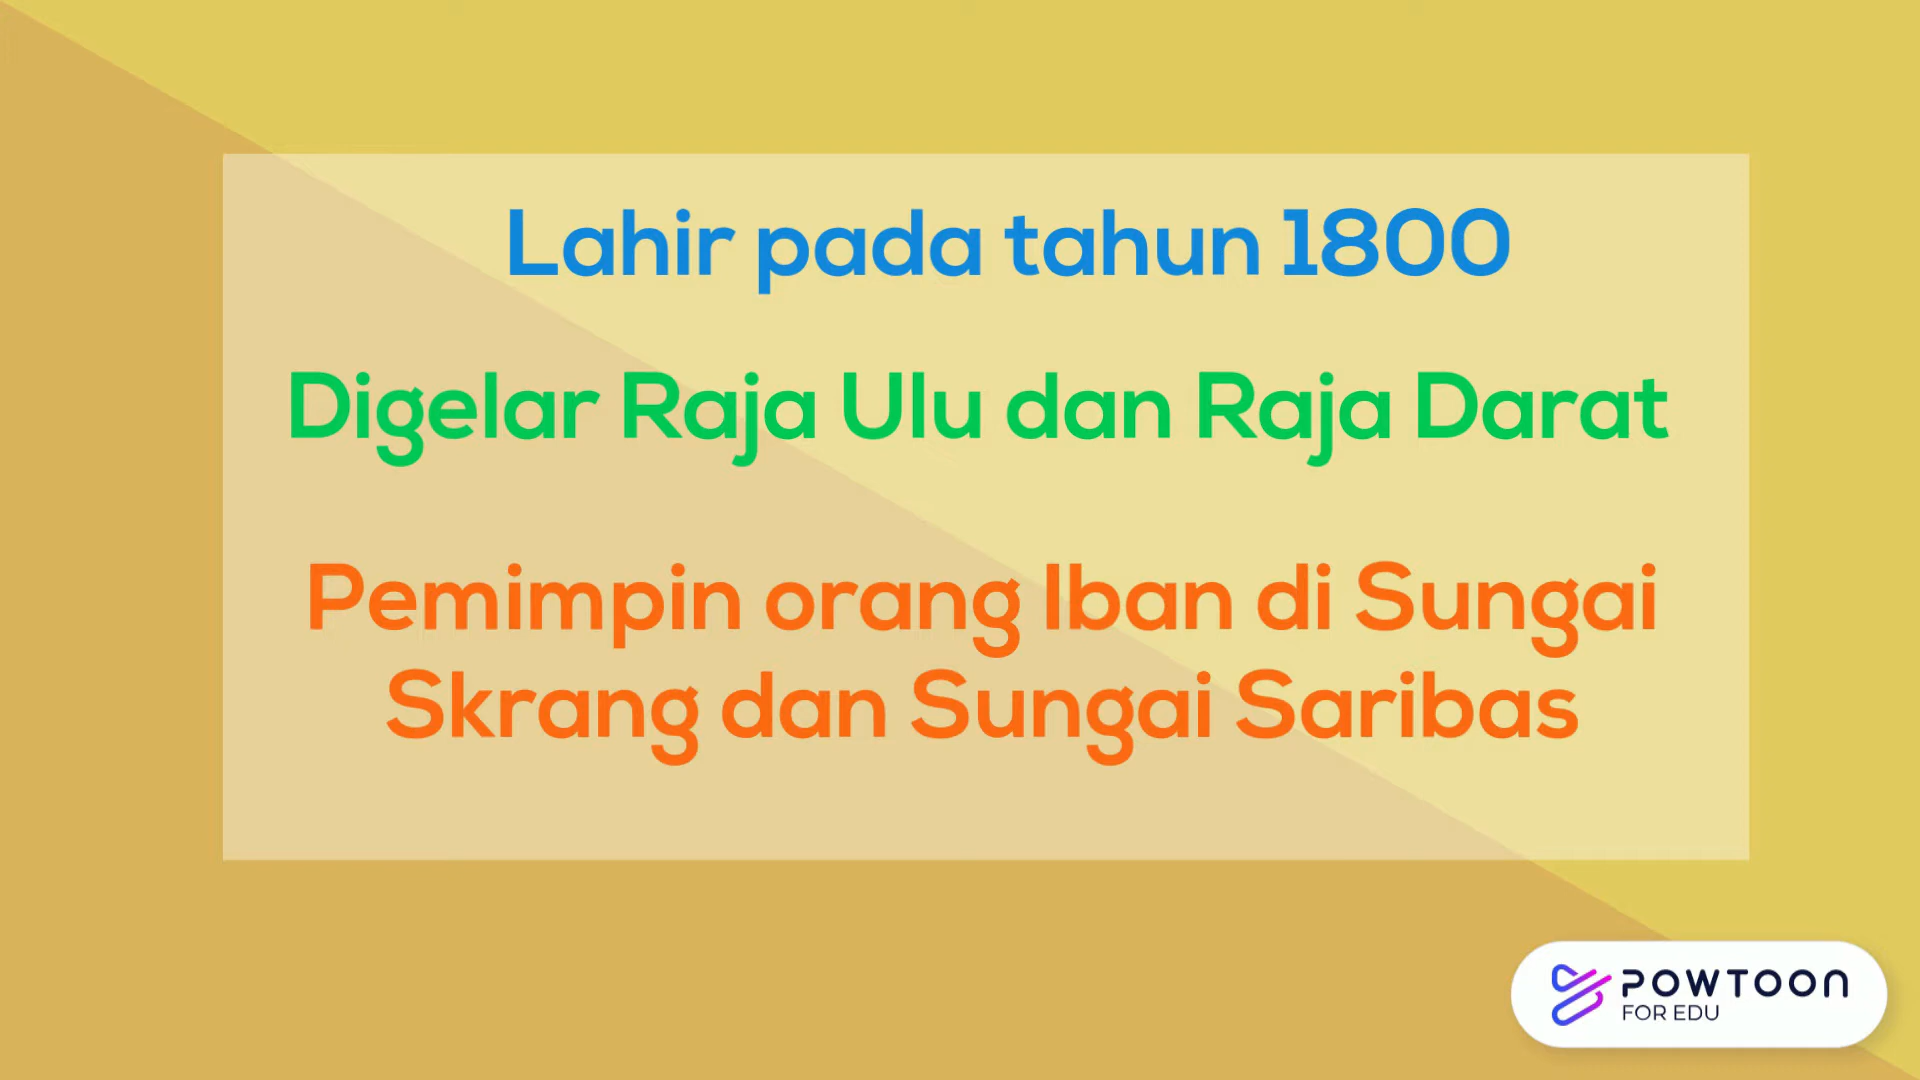 Lahir pada tahun 1800
Digelar Raja Ulu dan Raja Darat
Pemimpin orang Iban di Sungai
Skrang dan Sungai Saribas
POWTOON
FOR EDU